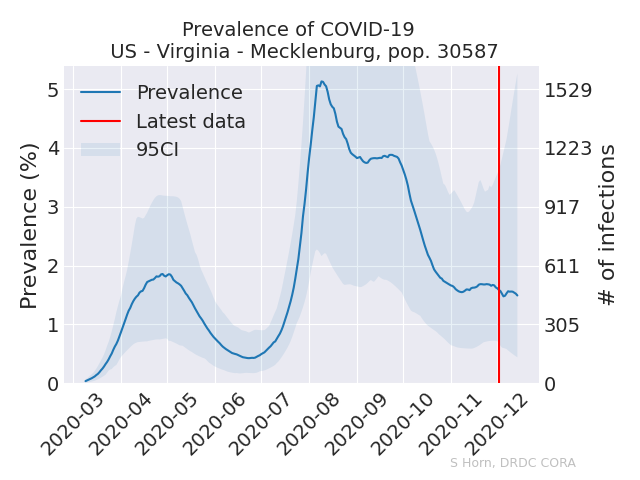 Prevalence of COVID-19
US - Virginia - Mecklenburg, pop. 30587
Prevalence
Latest data
95CI
Prevalence (%)
5
4
3
2
1
0
1529
1223
917
611
305
0
# of infections
2020-03
2020-04
2020-05
2020-06
2020-07
2020-08
2020-09
2020-10
2020-11
2020-12
S Horn, DRDC CORA